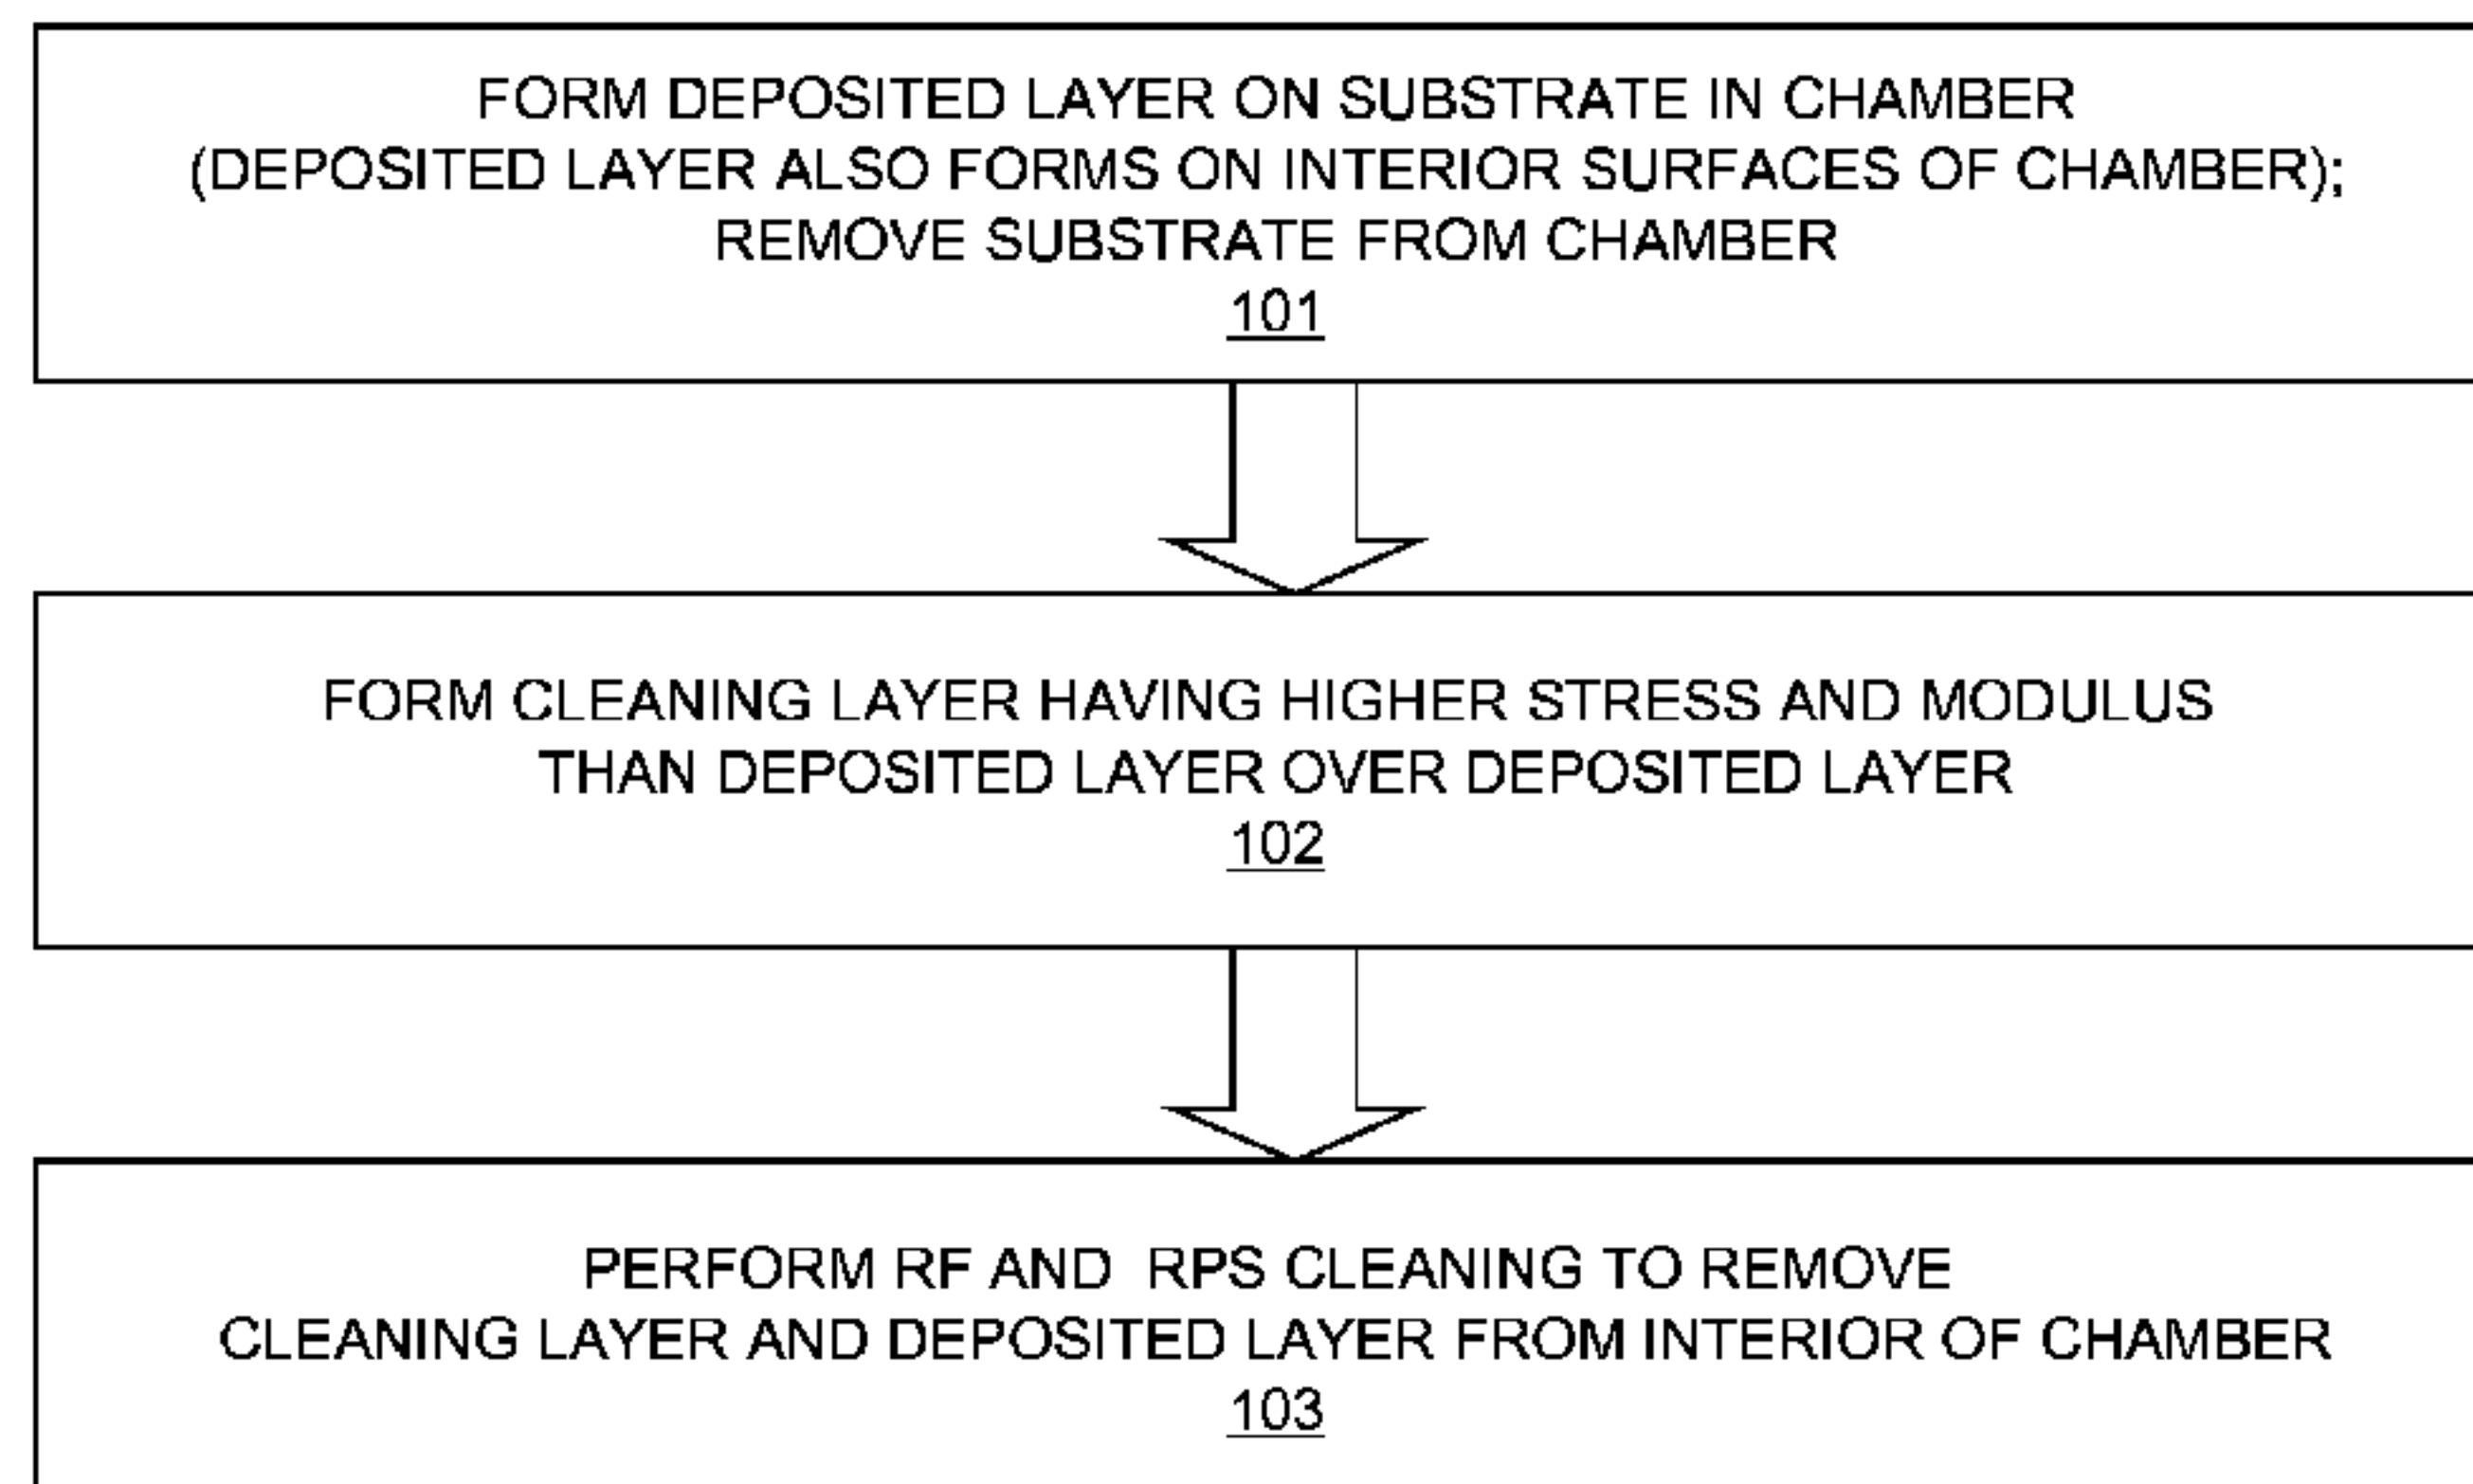 FORM DEPOSITED LAYER ON SUBSTRATE IN CHAMBER
(DEPOSITED LAYER ALSO FORMS ON INTERIOR SURFACES OF CHAMBER);
REMOVE SUBSTRATE FROM CHAMBER
101
FORM CLEANING LAYER HAVING HIGHER STRESS AND MODULUS
THAN DEPOSITED LAYER OVER DEPOSITED LAYER
102
PERFORM RF AND RPS CLEANING TO REMOVE
CLEANING LAYER AND DEPOSITED LAYER FROM INTERIOR OF CHAMBER
103